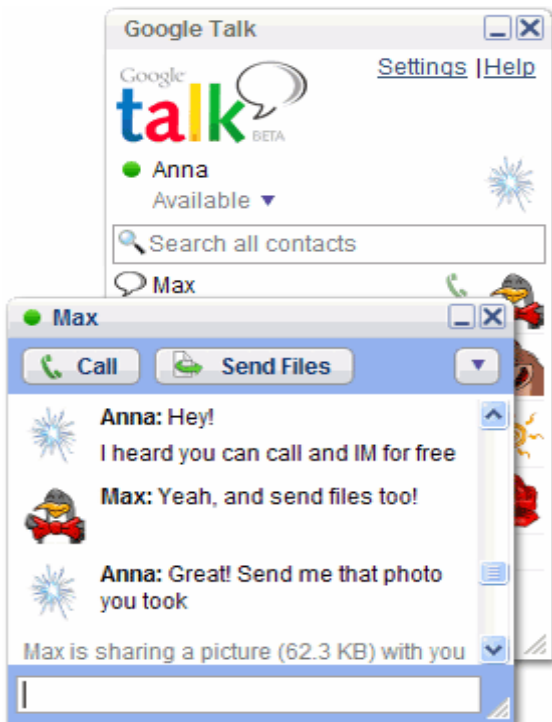 Google Talk
Settings | Help
Google
talk
BETA
Anna
Available
Search all contacts
Max
Max
Call
Send Files
Anna: Hey!
I heard you can call and IM for free
Max: Yeah, and send files too!
Anna: Great! Send me that photo
you took
Max is sharing a picture (62.3 KB) with you